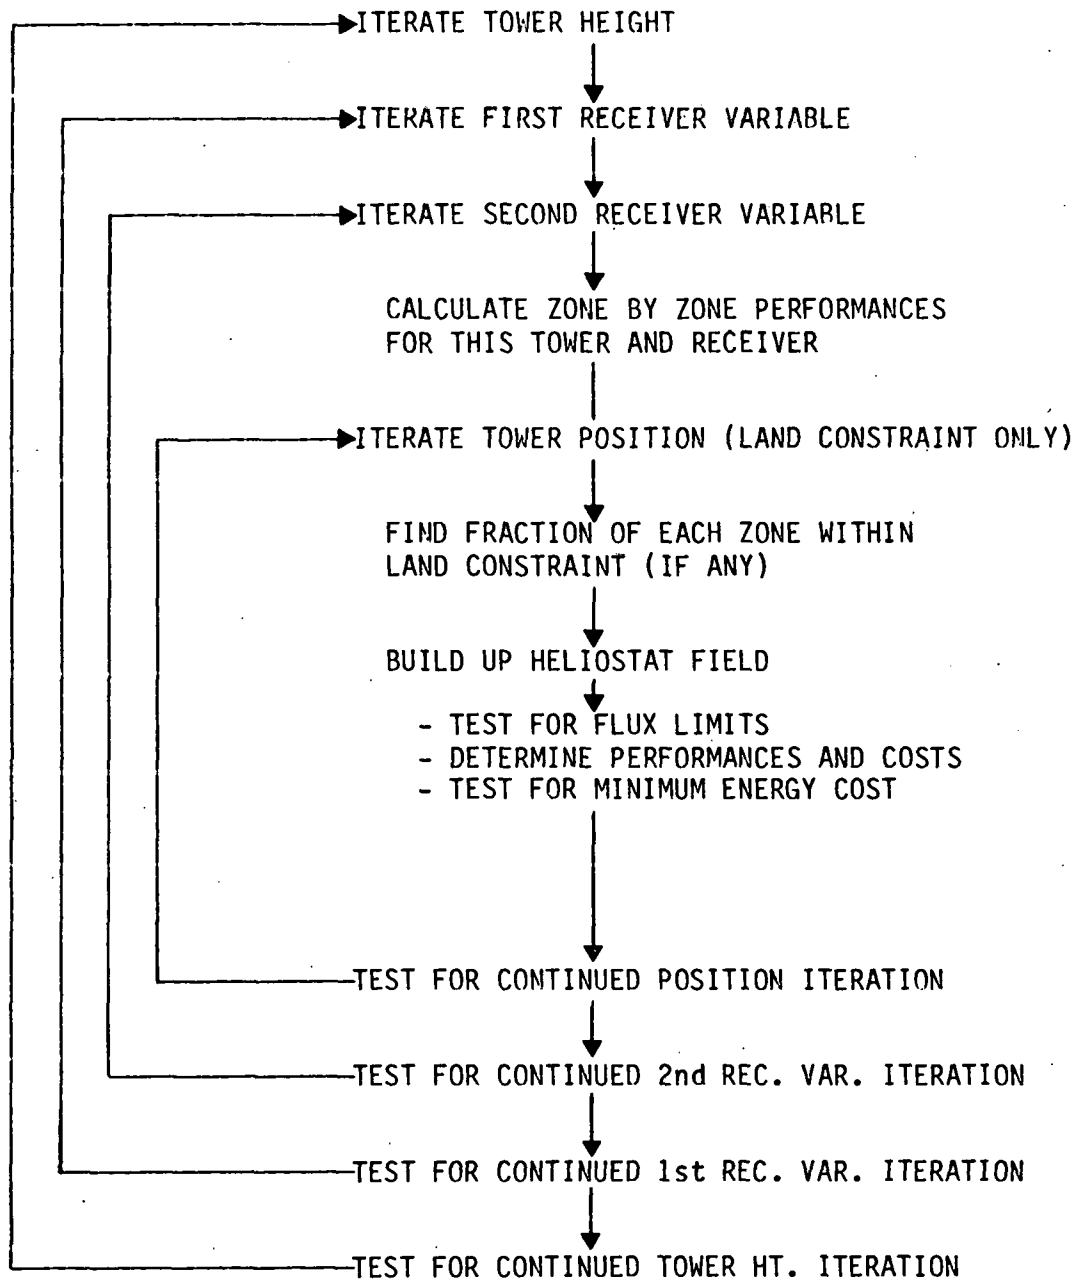 ITERATE TOWER HEIGHT
ITERATE FIRST RECEIVER VARIABLE
ITERATE SECOND RECEIVER VARIABLE
CALCULATE ZONE BY ZONE PERFORMANCES
FOR THIS TOWER AND RECEIVER
ITERATE TOWER POSITION (LAND CONSTRAINT ONLY)
FIND FRACTION OF EACH ZONE WITHIN
LAND CONSTRAINT (IF ANY)
BUILD UP HELIOSTAT FIELD
- TEST FOR FLUX LIMITS
- DETERMINE PERFORMANCES AND COSTS
- TEST FOR MINIMUM ENERGY COST
TEST FOR CONTINUED POSITION ITERATION
TEST FOR CONTINUED 2nd REC. VAR. ITERATION
TEST FOR CONTINUED 1st REC. VAR. ITERATION
TEST FOR CONTINUED TOWER HT. ITERATION